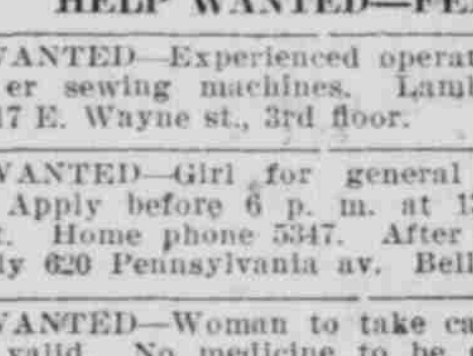 HELP WANTED—FE
WANTED—Experienced operat
er sewing machines. Lamb
17 E. Wayne st., 3rd floor.
WANTED—Girl for general
Apply before 6 p. m. at 1
Home phone 5347. After
ly 620 Pennsylvania av. Bell
WANTED—Woman to take ca
valid. No medicine to be